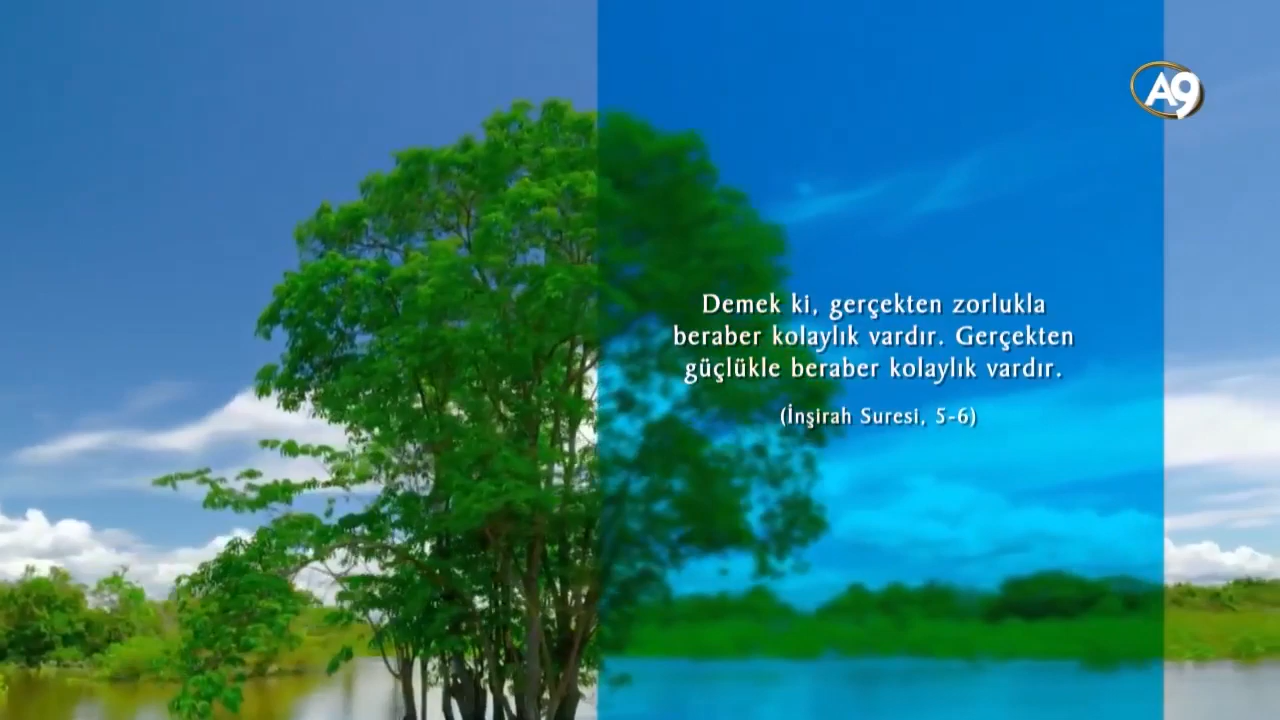 A9
Demek ki, gerçekten zorlukla
beraber kolaylık vardır. Gerçekten
güçlükle beraber kolaylık vardır.
(İnşirah Suresi, 5-6)